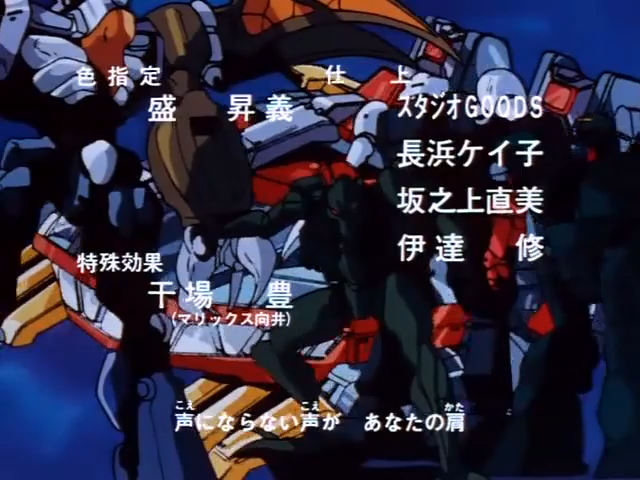 色指定
盛　昇義
仕　上
スタジオGOODS
長浜ケイ子
坂之上直美
伊達　修
特殊効果
干場　豊
(マリックス向井)
こえ　こえ　かた
声にならない声が　あなたの肩